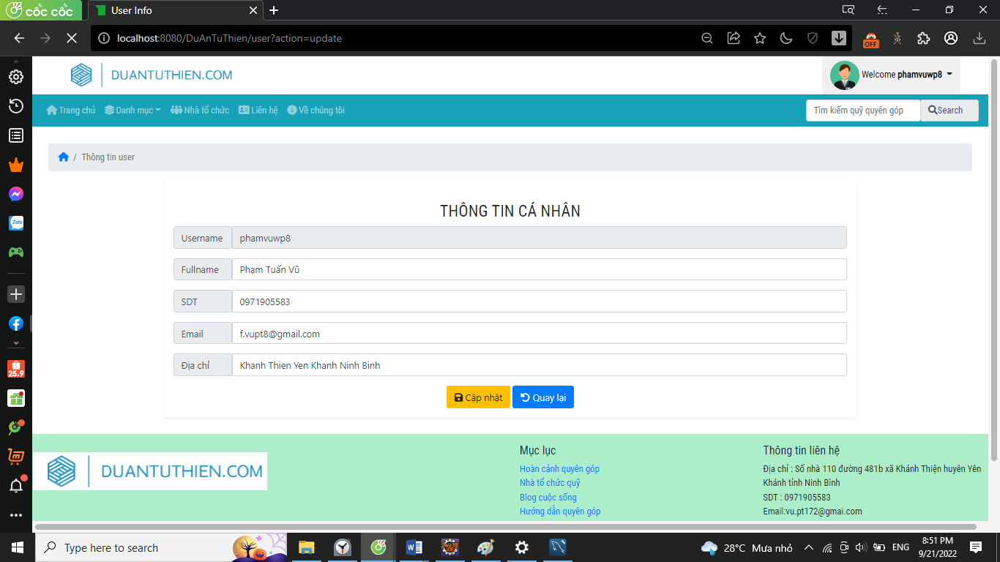 cốc cốc
User Info
localhost:8080/DuAnTuThien/user?action=update
OFF
DUANTUTHIEN.COM
Welcome phamvuwp8
Trang chủ
Danh mục
Nhà tổ chức
Liên hệ
Về chúng tôi
Tìm kiếm quỹ quyên góp
Search
/ Thông tin user
THÔNG TIN CÁ NHÂN
Username phamvuwp8
Fullname Phạm Tuấn Vũ
SDT 0971905583
Email f.vupt8@gmail.com
Địa chỉ Khanh Thien Yen Khanh Ninh Binh
Cập nhật
Quay lại
Zalo
25.9
DUANTUTHIEN.COM
Mục lục
Hoàn cảnh quyên góp
Nhà tổ chức quỹ
Blog cuộc sống
Hướng dẫn quyên góp
Thông tin liên hệ
Địa chỉ : Số nhà 110 đường 481b xã Khánh Thiện huyện Yên
Khánh tỉnh Ninh Bình
SDT : 0971905583
Email:vu.pt172@gmai.com
Type here to search
28°C Mưa nhỏ
ENG
8:51 PM
9/21/2022